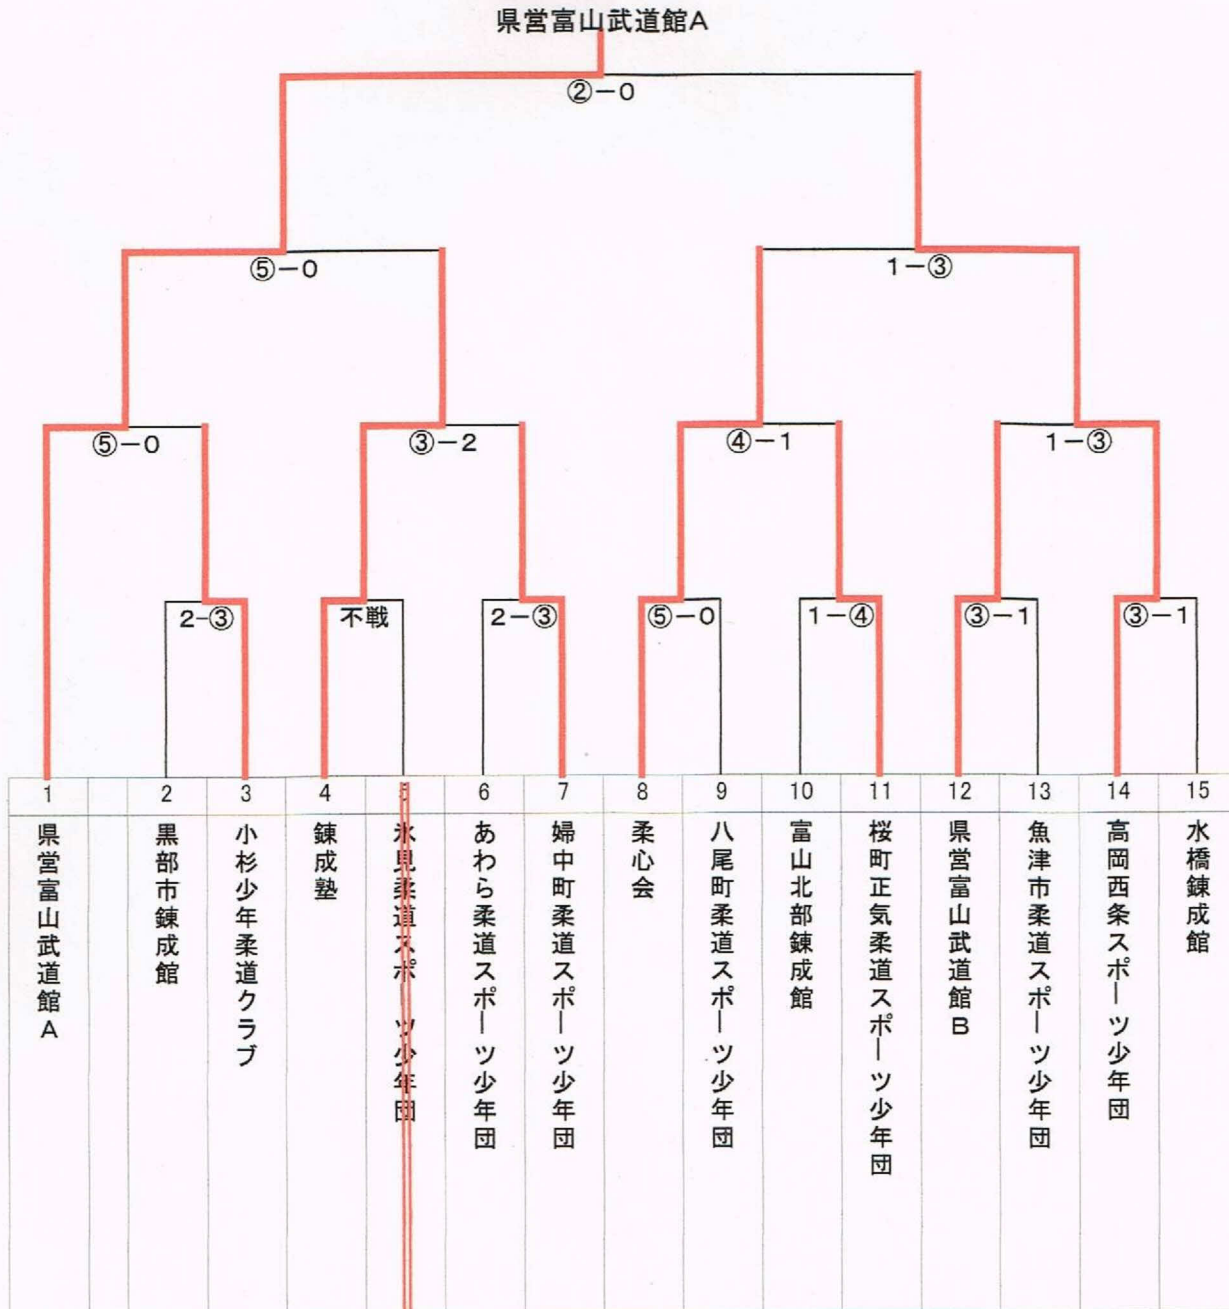 県営富山武道館A
②-0
⑤-0
1-③
⑤-0
③-2
④-1
1-③
2-③
不戦
2-③
⑤-0
1-④
③-1
③-1
1 2 3 4 5 6 7 8 9 10 11 12 13 14 15
県営富山武道館A
黒部市錬成館
小杉少年柔道クラブ
錬成塾
氷見柔道スポーツ少年団
あわら柔道スポーツ少年団
婦中町柔道スポーツ少年団
柔心会
八尾町柔道スポーツ少年団
富山北部錬成館
桜町正気柔道スポーツ少年団
県営富山武道館B
魚津市柔道スポーツ少年団
高岡西条スポーツ少年団
水橋錬成館